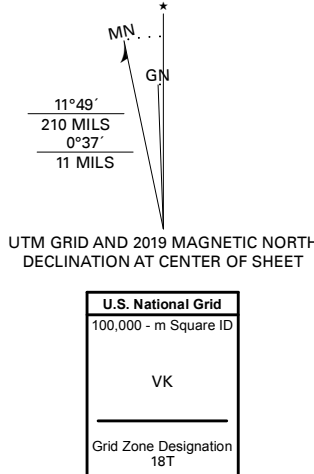 MN
GN
11°49´
210 MILS
0°37´
11 MILS
UTM GRID AND 2019 MAGNETIC NORTH
DECLINATION AT CENTER OF SHEET
U.S. National Grid
100,000 - m Square ID
VK
Grid Zone Designation
18T